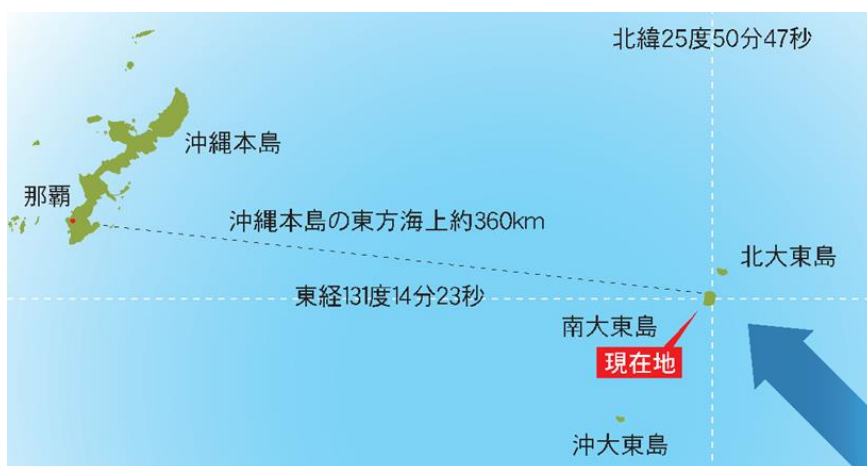 北緯25度50分47秒
沖縄本島
那覇
沖縄本島の東方海上約360km
北大東島
東経131度14分23秒
南大東島
現在地
沖大東島